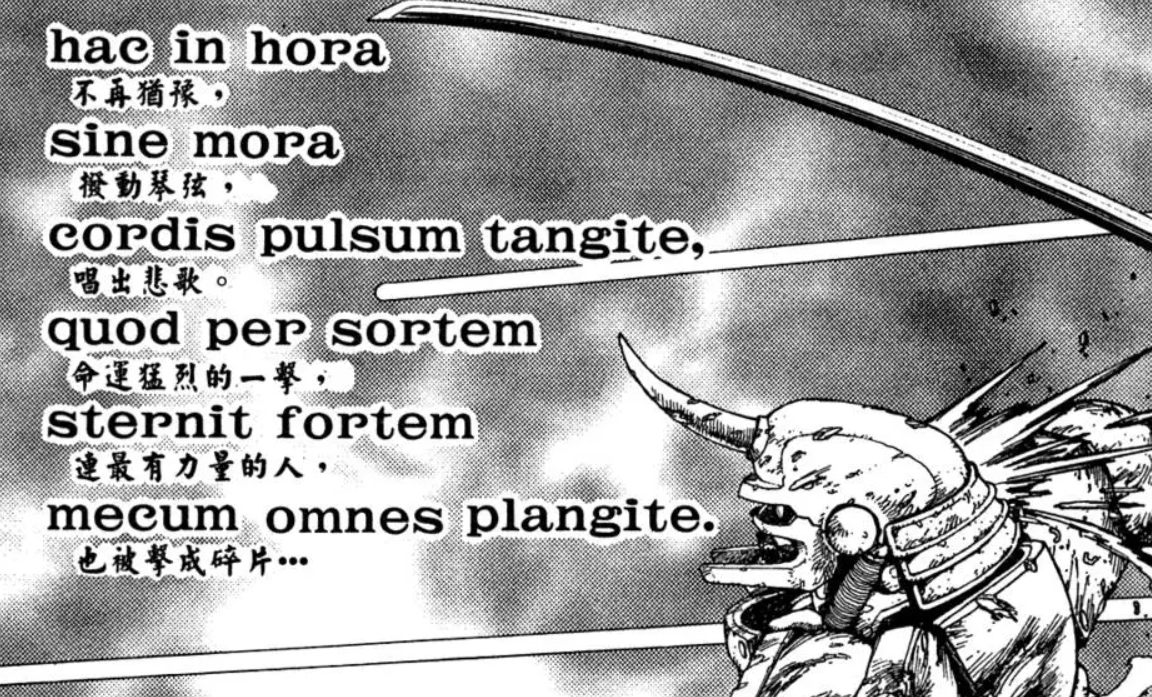 hac in hora
不再猶豫，
sine mora
撥動琴弦，
cordis pulsum tangite,
唱出悲歌。
quod per sortem
命運猛烈的一擊，
sternit fortem
連最有力量的人，
mecum omnes plangite.
也被擊成碎片…